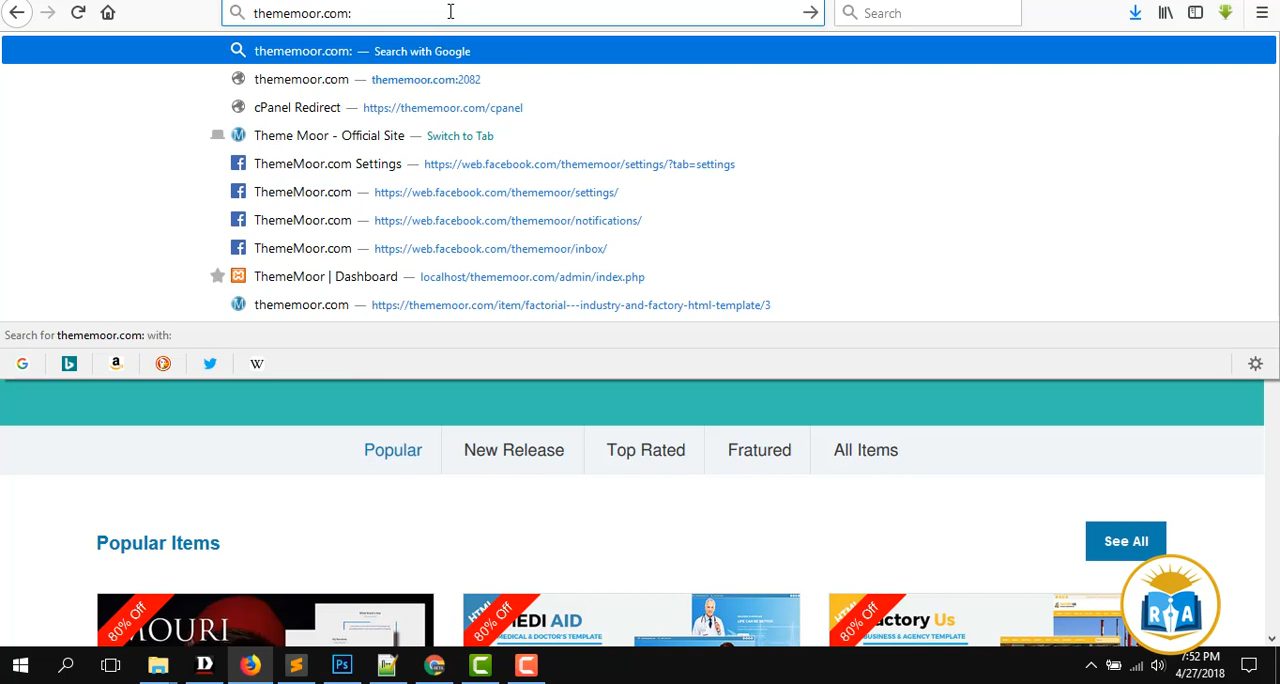 thememoor.com:
Search
thememoor.com: — Search with Google
thememoor.com — thememoor.com:2082
cPanel Redirect — https://thememoor.com/cpanel
Theme Moor - Official Site — Switch to Tab
ThemeMoor.com Settings — https://web.facebook.com/thememoor/settings/?tab=settings
ThemeMoor.com — https://web.facebook.com/thememoor/settings/
ThemeMoor.com — https://web.facebook.com/thememoor/notifications/
ThemeMoor.com — https://web.facebook.com/thememoor/inbox/
ThemeMoor | Dashboard — localhost/thememoor.com/admin/index.php
thememoor.com — https://thememoor.com/item/factorial---industry-and-factory-html-template/3
Search for thememoor.com: with:
Popular New Release Top Rated Fratured All Items
Popular Items
See All
80% Off
MOURI
HTML
80% Off
MEDI AID
MEDICAL & DOCTOR'S TEMPLATE
80% Off
Factory Us
BUSINESS & AGENCY TEMPLATE
7:52 PM
4/27/2018